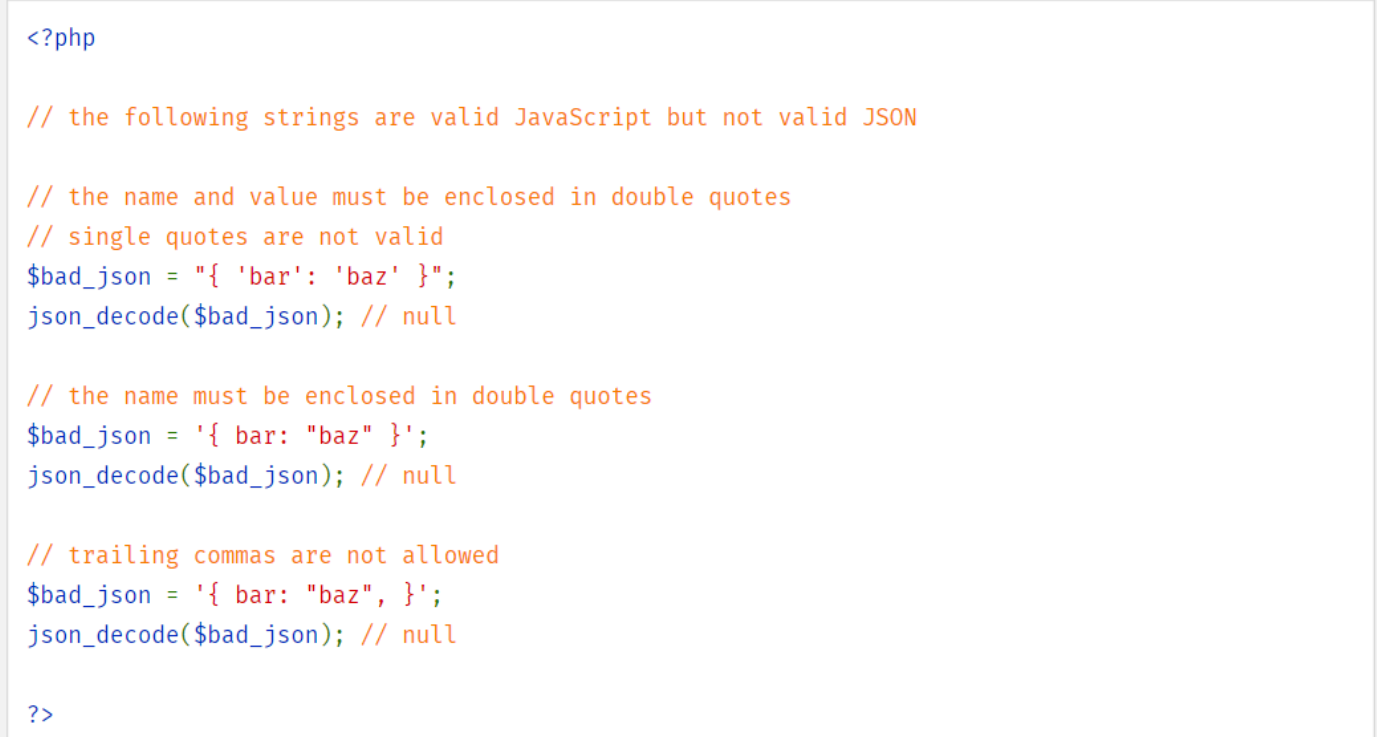 <?php
// the following strings are valid JavaScript but not valid JSON
// the name and value must be enclosed in double quotes
// single quotes are not valid
$bad_json = "{ 'bar': 'baz' }";
json_decode($bad_json); // null
// the name must be enclosed in double quotes
$bad_json = '{ bar: "baz" }';
json_decode($bad_json); // null
// trailing commas are not allowed
$bad_json = '{ bar: "baz", }';
json_decode($bad_json); // null
?>